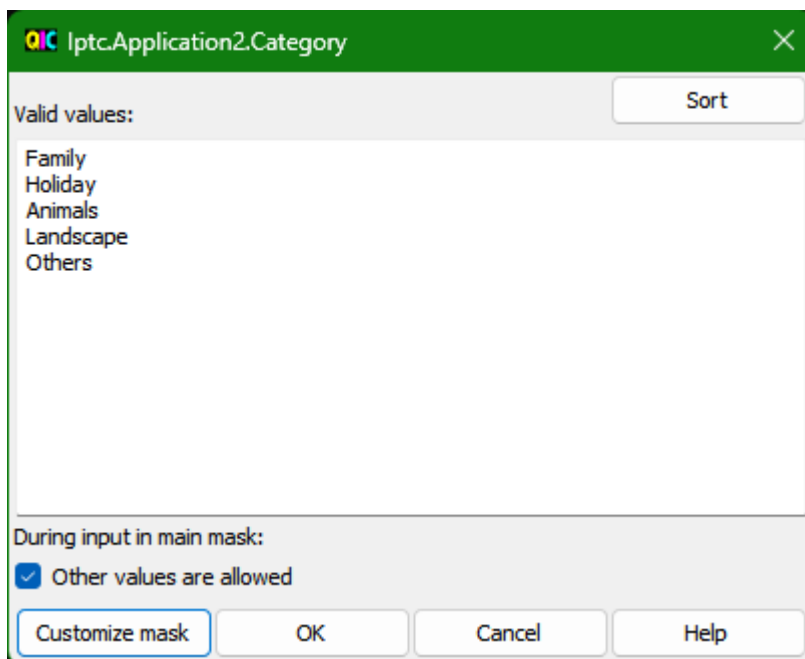 QIC Iptc.Application2.Category
Sort
Valid values:
Family
Holiday
Animals
Landscape
Others
During input in main mask:
Other values are allowed
Customize mask OK Cancel Help